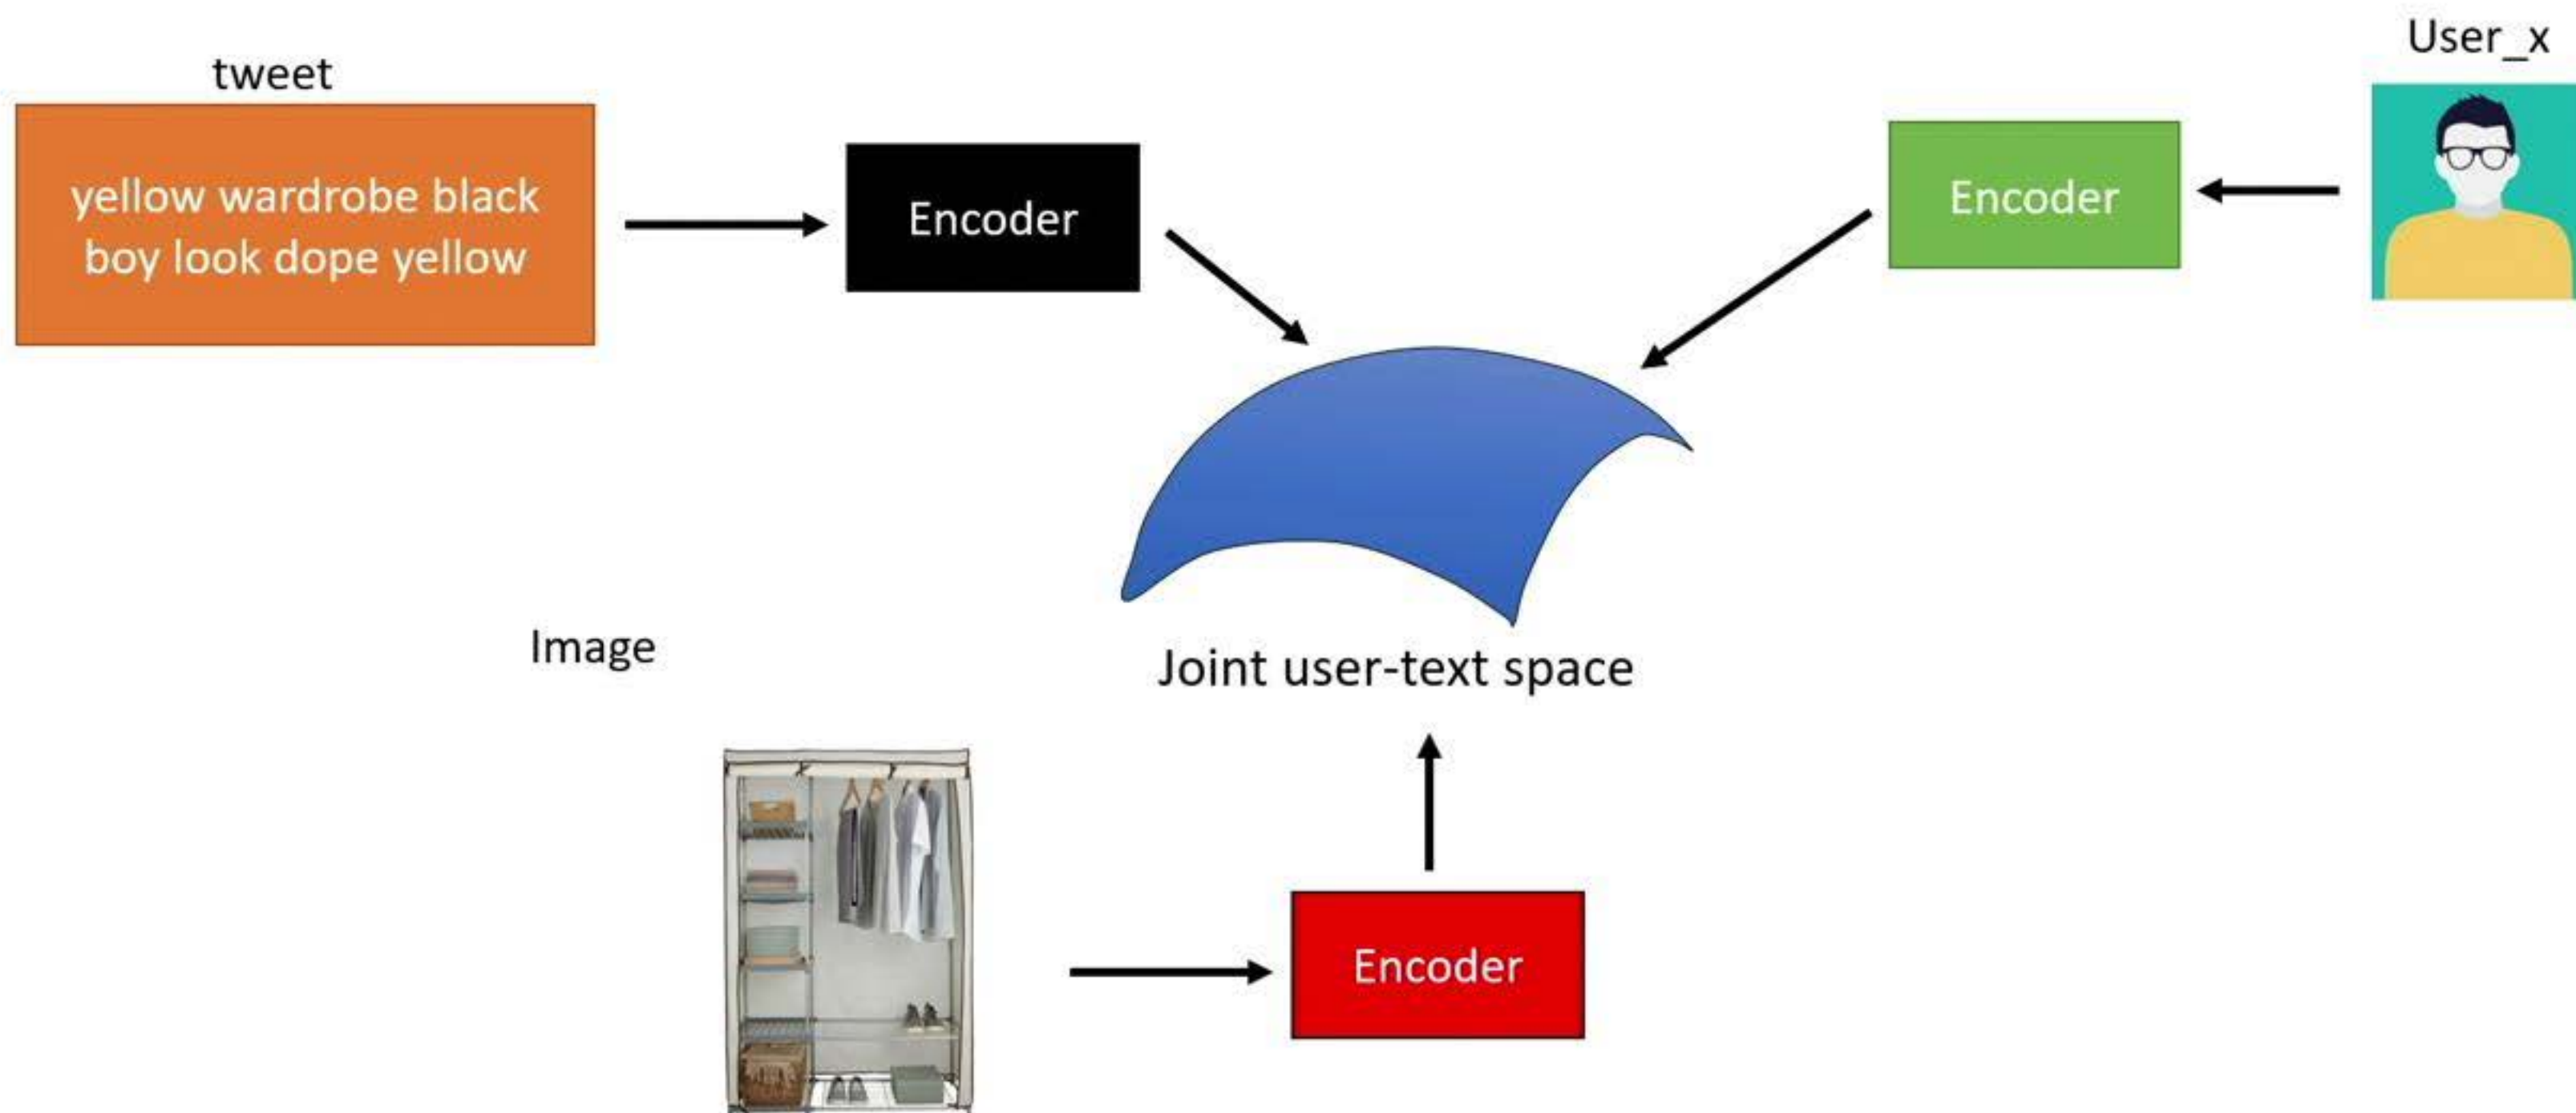 User_x
tweet
yellow wardrobe black
boy look dope yellow
Encoder
Encoder
Image
Joint user-text space
Encoder